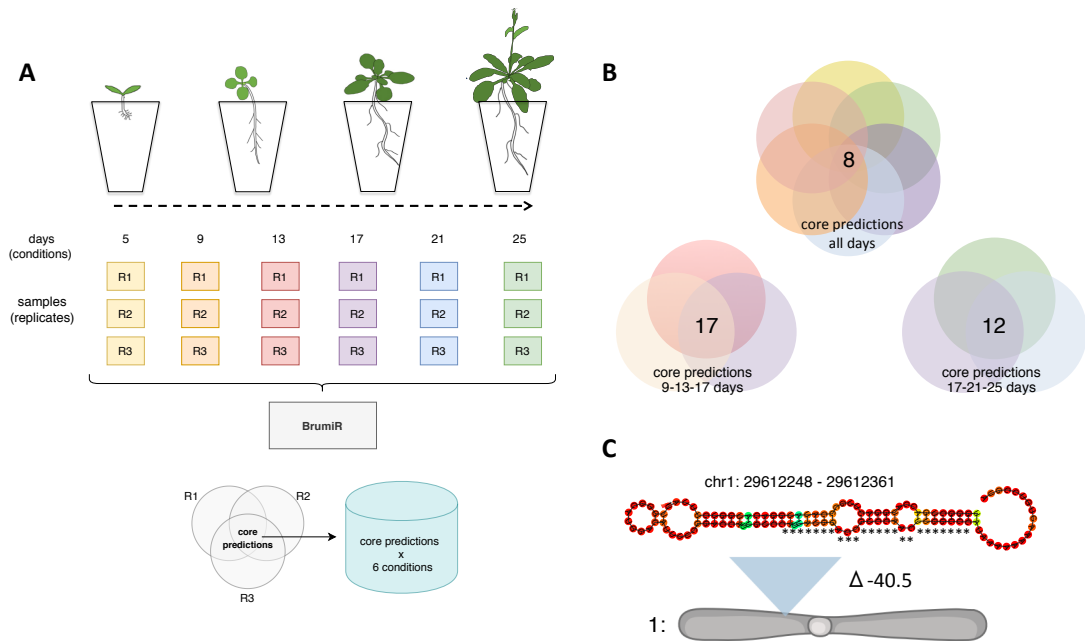 A
days
(conditions)
5 9 13 17 21 25
samples
(replicates)
R1 R1 R1 R1 R1 R1
R2 R2 R2 R2 R2 R2
R3 R3 R3 R3 R3 R3
BrumiR
R1 R2
core
predictions
R3
core predictions
x
6 conditions
B
8
core predictions
all days
17
core predictions
9-13-17 days
12
core predictions
17-21-25 days
C
chr1: 29612248 - 29612361
******* *** ** *******
Δ -40.5
1: